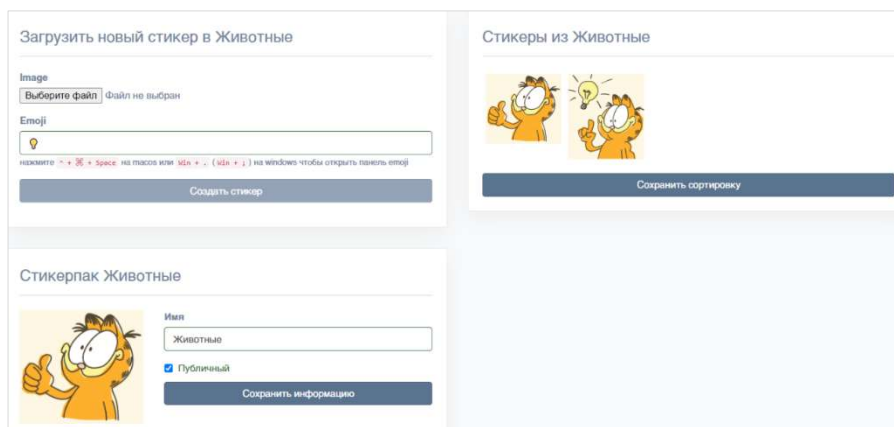 Загрузить новый стикер в Животные
Image
Выберите файл Файл не выбран
Emoji
нажмите ^ + ⌘ + Space на macos или Win + . ( Win + ; ) на windows чтобы открыть панель emoji
Создать стикер
Стикеры из Животные
Сохранить сортировку
Стикерпак Животные
Имя
Животные
Публичный
Сохранить информацию